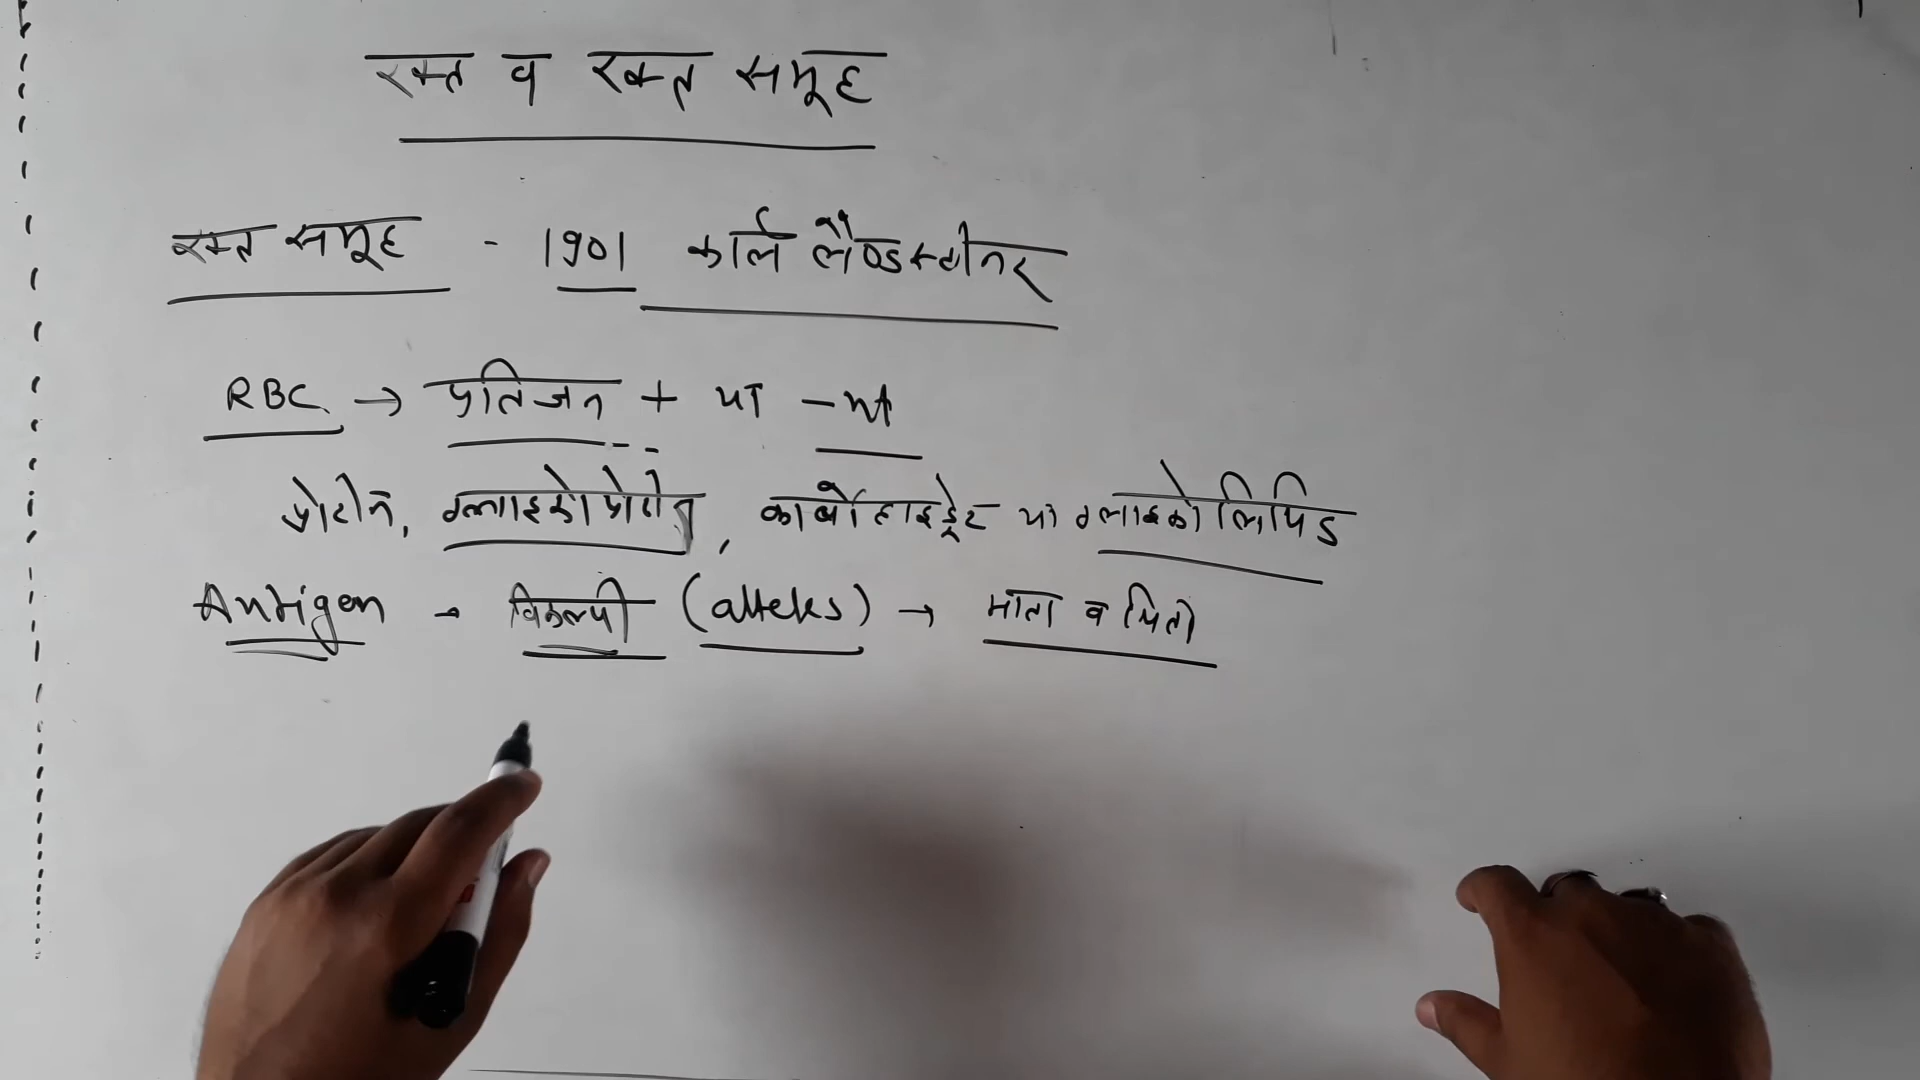 रक्त व रक्त समूह
रक्त समूह - 1901 कार्ल लैण्डस्टीनर
RBC → प्रतिजन + या -
प्रोटीन, ग्लाइकोप्रोटीन, कार्बोहाइड्रेट या ग्लाइकोलिपिड
Antigen - विकल्पी (alleles) → माता व पिता